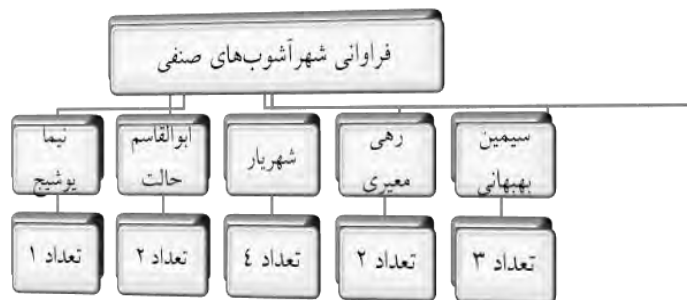 فراوانی شهرآشوب‌های صنفی
سیمین
بهبهانی
رهی
معیری
شهریار
ابوالقاسم
حالت
نیما
یوشیج
تعداد ۳
تعداد ۲
تعداد ٤
تعداد ۲
تعداد ۱